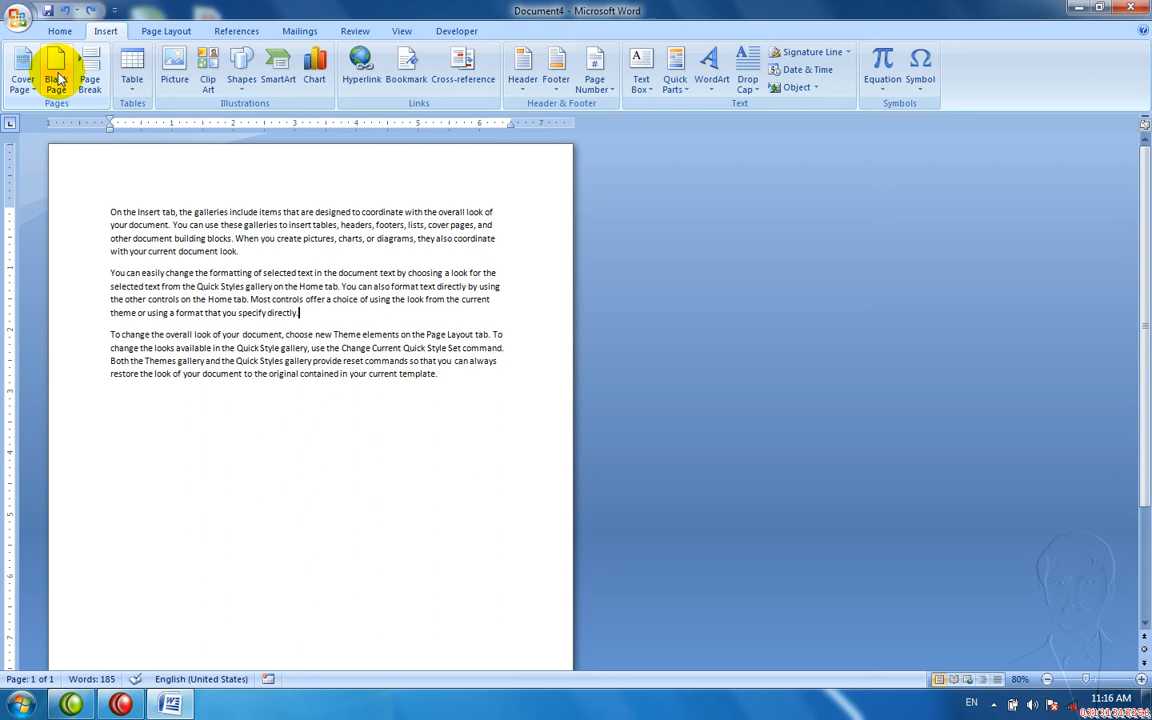 Document4 - Microsoft Word
Home Insert Page Layout References Mailings Review View Developer
Cover Page
Blank Page
Page Break
Table
Picture
Clip Art
Shapes
SmartArt
Chart
Hyperlink
Bookmark
Cross-reference
Header
Footer
Page Number
Text Box
Quick Parts
WordArt
Drop Cap
Signature Line
Date & Time
Object
Equation
Symbol
Pages Tables Illustrations Links Header & Footer Text Symbols
1 1 2 3 4 5 6 7
On the Insert tab, the galleries include items that are designed to coordinate with the overall look of
your document. You can use these galleries to insert tables, headers, footers, lists, cover pages, and
other document building blocks. When you create pictures, charts, or diagrams, they also coordinate
with your current document look.
You can easily change the formatting of selected text in the document text by choosing a look for the
selected text from the Quick Styles gallery on the Home tab. You can also format text directly by using
the other controls on the Home tab. Most controls offer a choice of using the look from the current
theme or using a format that you specify directly.
To change the overall look of your document, choose new Theme elements on the Page Layout tab. To
change the looks available in the Quick Style gallery, use the Change Current Quick Style Set command.
Both the Themes gallery and the Quick Styles gallery provide reset commands so that you can always
restore the look of your document to the original contained in your current template.
Page: 1 of 1 Words: 185 English (United States) 80%
EN 11:16 AM